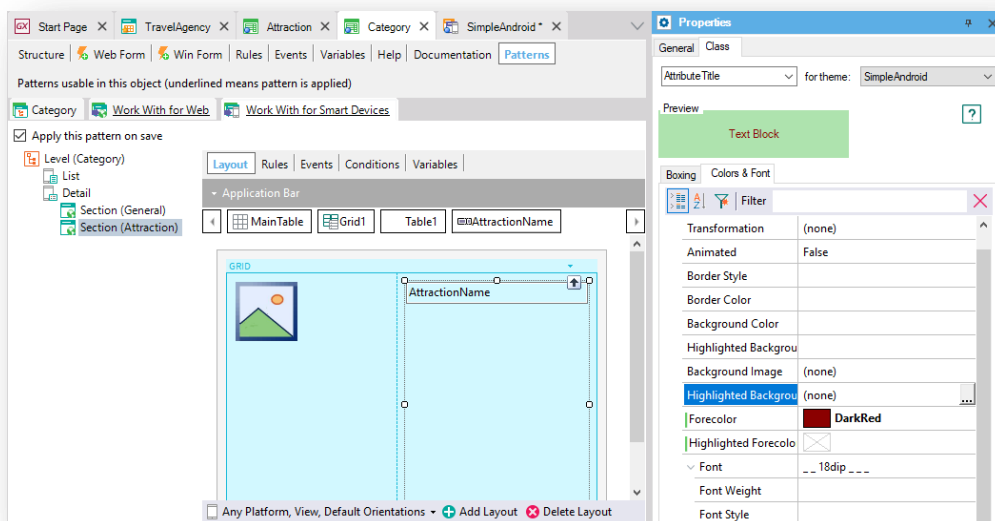 GX Start Page X TravelAgency X Attraction X Category X SimpleAndroid * X
Structure | Web Form | Win Form | Rules | Events | Variables | Help | Documentation | Patterns
Patterns usable in this object (underlined means pattern is applied)
Category Work With for Web Work With for Smart Devices
Apply this pattern on save
Level (Category)
List
Detail
Section (General)
Section (Attraction)
Layout | Rules | Events | Conditions | Variables
Application Bar
MainTable Grid1 Table1 AttractionName
GRID
AttractionName
Any Platform, View, Default Orientations Add Layout Delete Layout
Properties
General Class
AttributeTitle for theme: SimpleAndroid
Preview
?
Text Block
Boxing Colors & Font
Filter
Transformation (none)
Animated False
Border Style
Border Color
Background Color
Highlighted Backgrou
Background Image (none)
Highlighted Backgrou (none) ...
Forecolor DarkRed
Highlighted Forecolo
Font _ _ 18dip _ _ _
Font Weight
Font Style